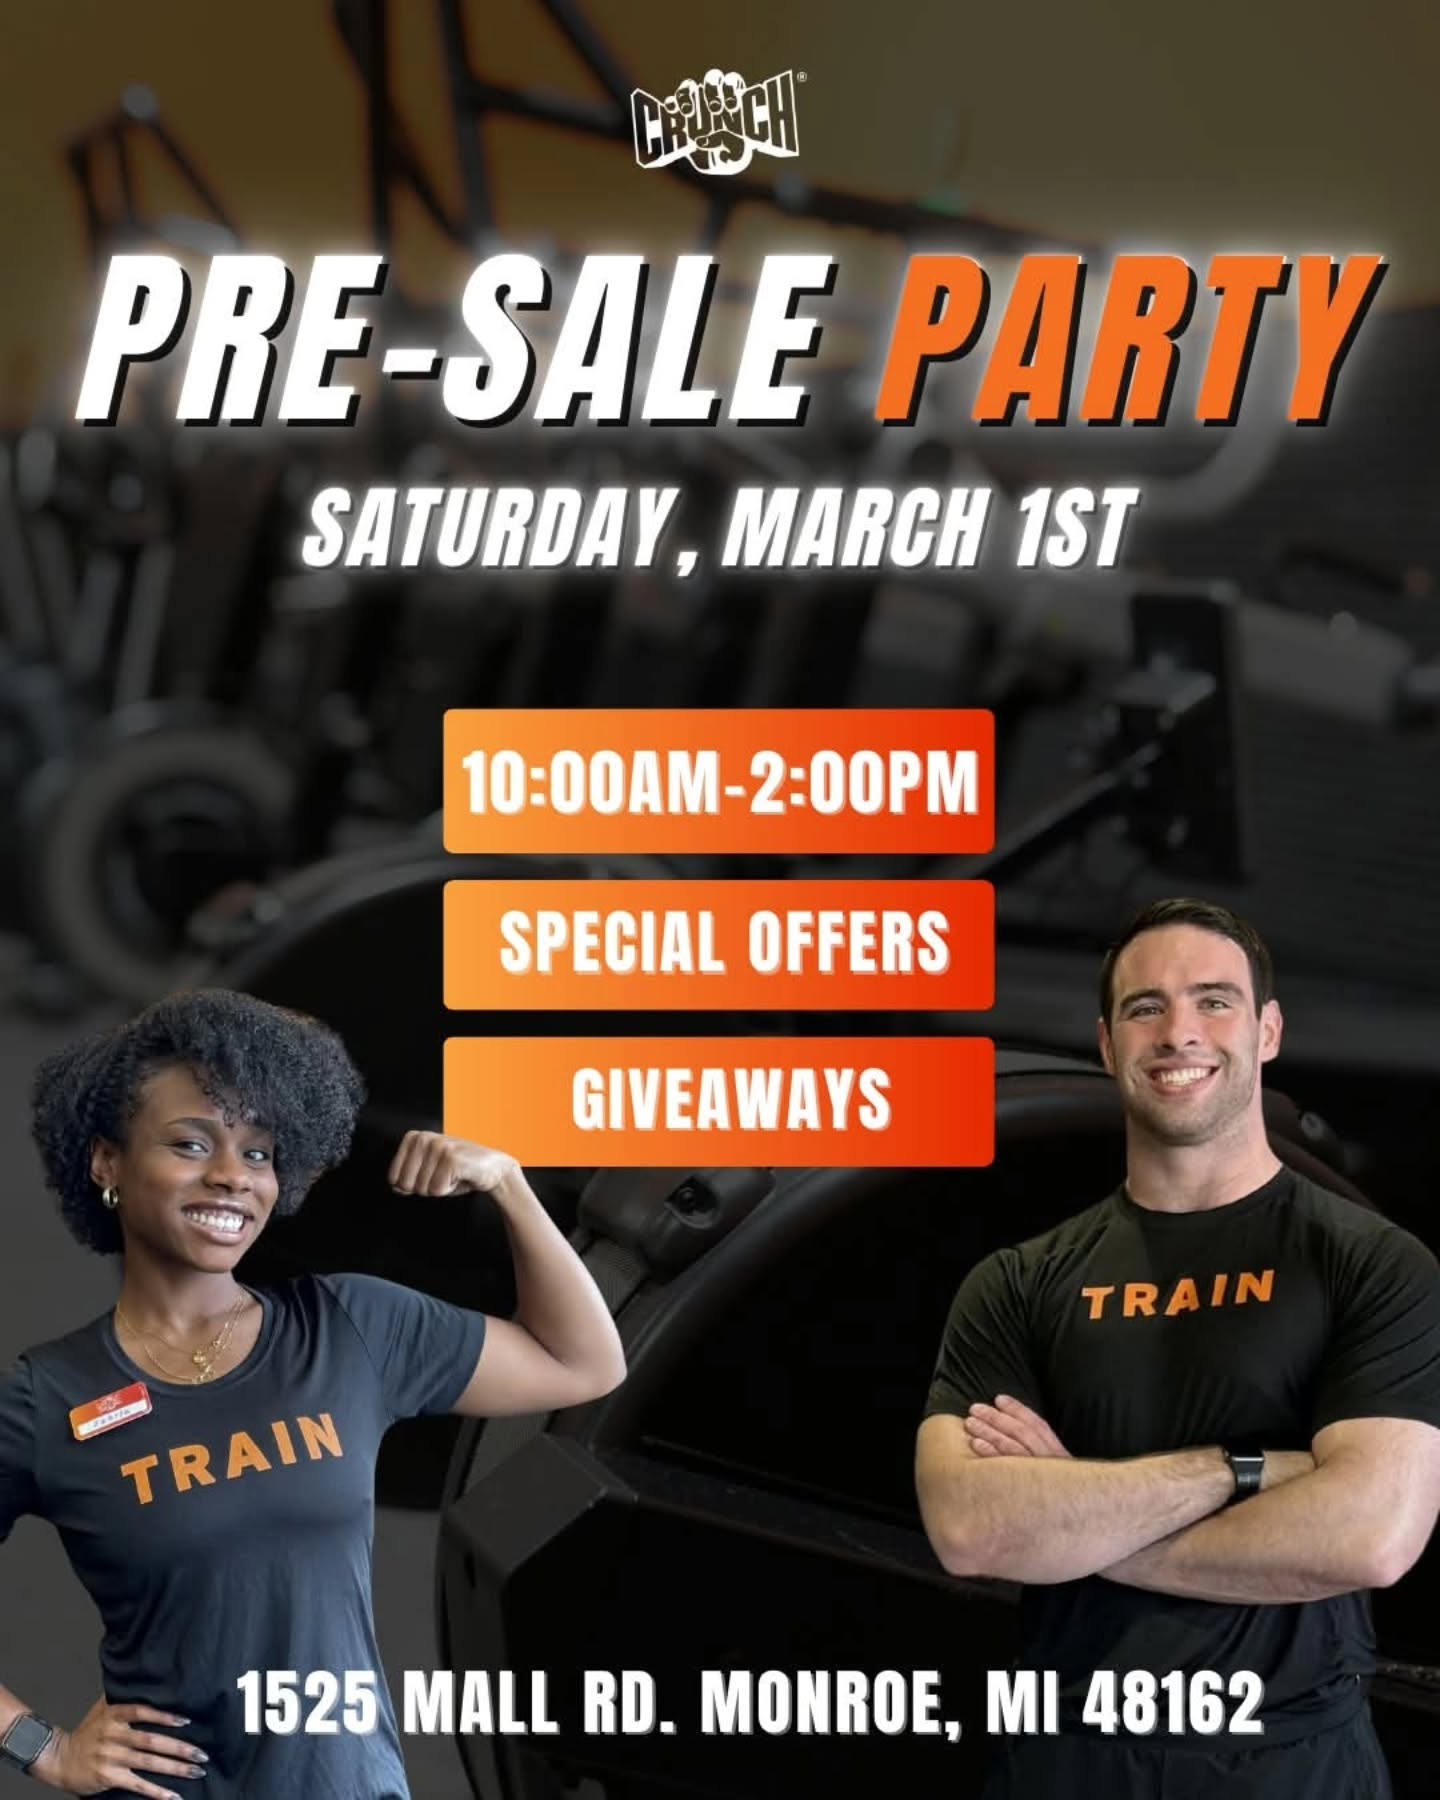 CRUNCH®
PRE-SALE PARTY
SATURDAY, MARCH 1ST
10:00AM-2:00PM
SPECIAL OFFERS
GIVEAWAYS
TRAIN
TRAIN
1525 MALL RD. MONROE, MI 48162